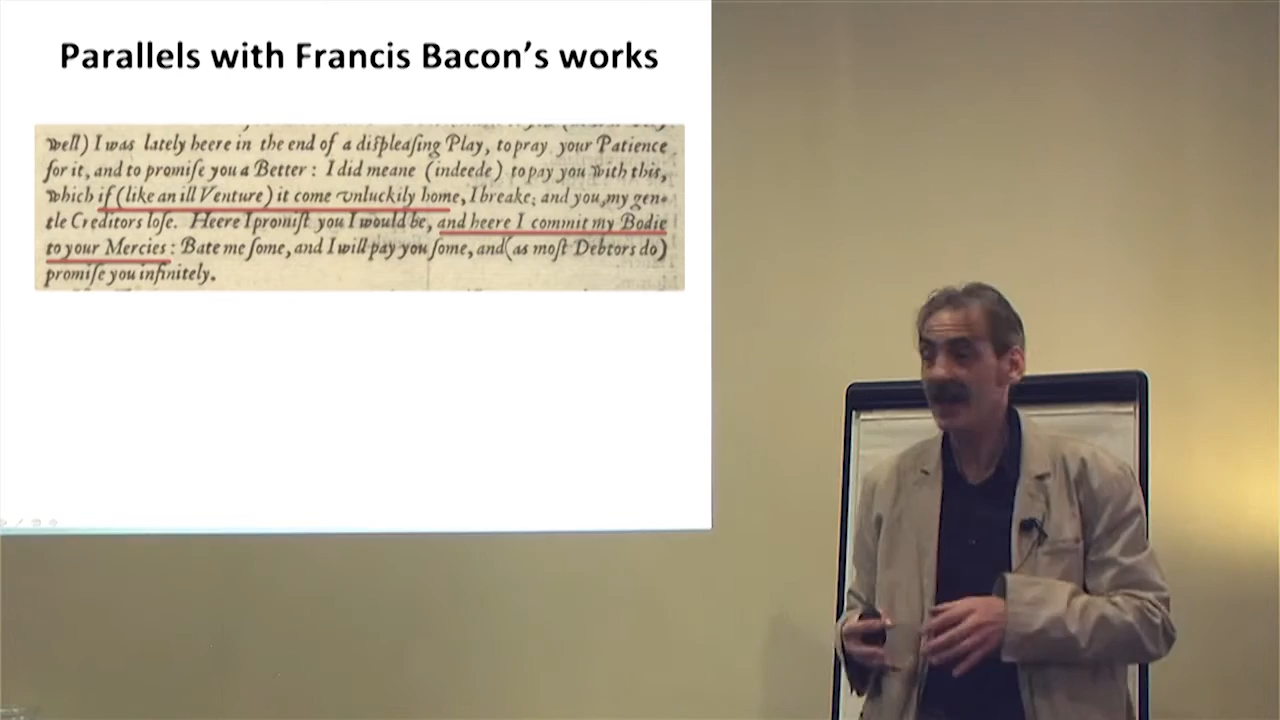 Parallels with Francis Bacon's works
well) I was lately heere in the end of a displeasing Play, to pray your Patience
for it, and to promise you a Better: I did meane (indeede) to pay you with this,
which if (like an ill Venture) it come vnluckily home, I breake; and you, my gen-
tle Creditors lose. Heere I promist you I would be, and heere I commit my Bodie
to your Mercies: Bate me some, and I will pay you some, and (as most Debtors do)
promise you infinitely.